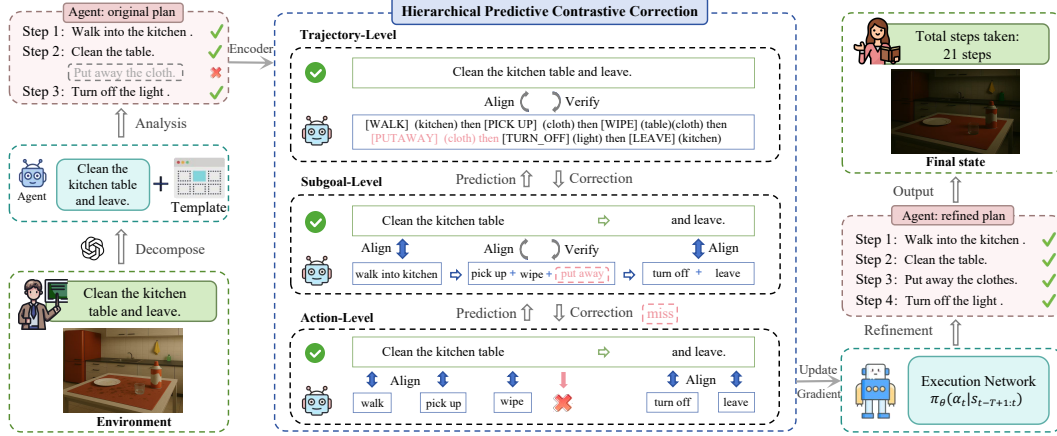 Agent: original plan
Step 1: Walk into the kitchen .
Step 2: Clean the table.
Put away the cloth.
Step 3: Turn off the light .
Analysis
Agent
Clean the
kitchen table
and leave.
+
Template
Decompose
Clean the kitchen
table and leave.
Environment
Encoder
Hierarchical Predictive Contrastive Correction
Trajectory-Level
Clean the kitchen table and leave.
Align Verify
[WALK] (kitchen) then [PICK UP] (cloth) then [WIPE] (table)(cloth) then
[PUTAWAY] (cloth) then [TURN_OFF] (light) then [LEAVE] (kitchen)
Prediction Correction
Subgoal-Level
Clean the kitchen table and leave.
Align Align Verify Align
walk into kitchen pick up + wipe + put away turn off + leave
Prediction Correction miss
Action-Level
Clean the kitchen table and leave.
Align Align
walk pick up wipe turn off leave
Update
Gradient
Total steps taken:
21 steps
Final state
Output
Agent: refined plan
Step 1: Walk into the kitchen .
Step 2: Clean the table.
Step 3: Put away the clothes.
Step 4: Turn off the light .
Refinement
Execution Network
π_θ(α_t|s_{t−T+1:t})